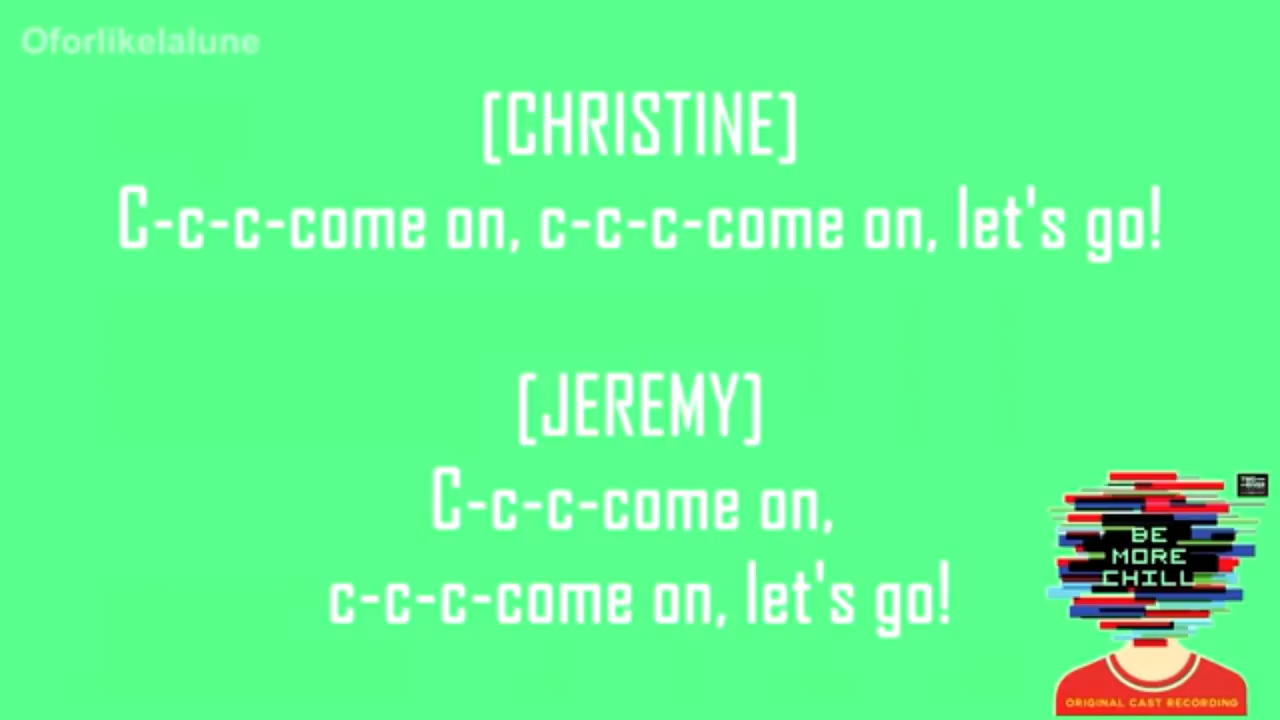 Oforlikelalune
[CHRISTINE]
C-c-c-come on, c-c-c-come on, let's go!
[JEREMY]
C-c-c-come on,
c-c-c-come on, let's go!
BE
MORE
CHILL
ORIGINAL CAST RECORDING